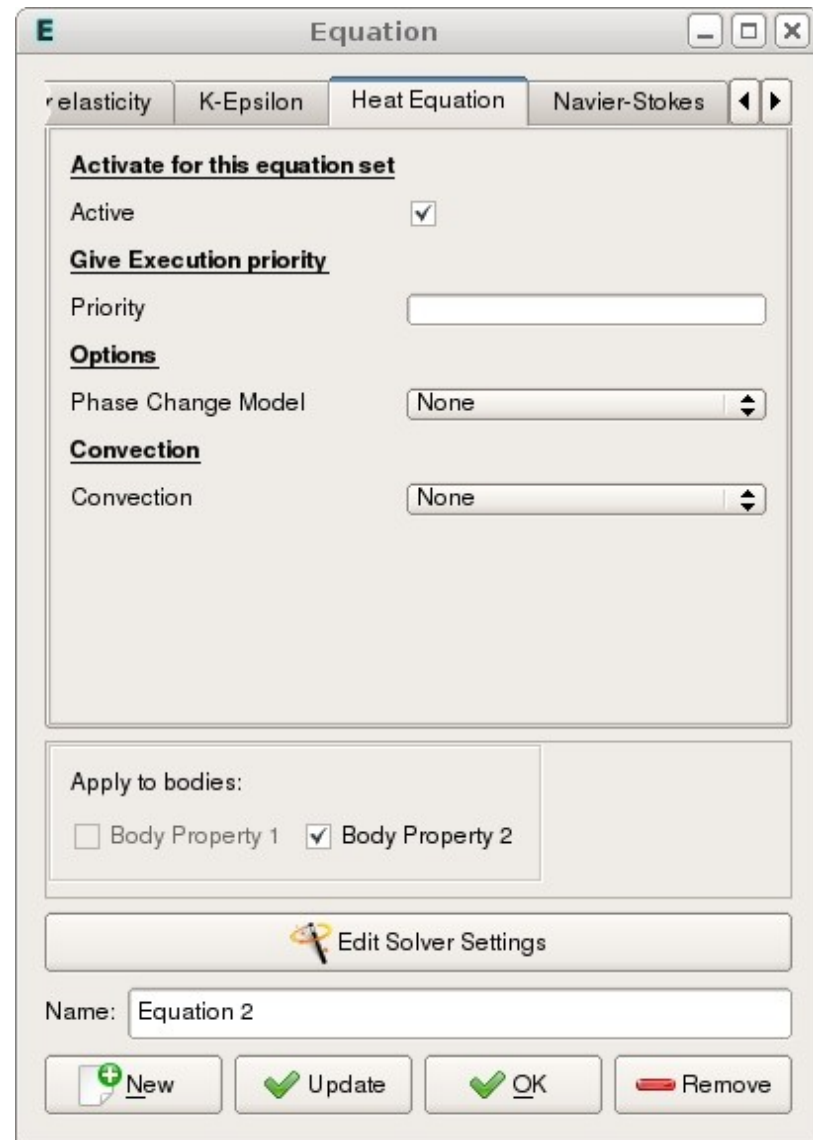 E Equation
elasticity K-Epsilon Heat Equation Navier-Stokes
Activate for this equation set
Active
Give Execution priority
Priority
Options
Phase Change Model None
Convection
Convection None
Apply to bodies:
Body Property 1 Body Property 2
Edit Solver Settings
Name: Equation 2
New Update OK Remove